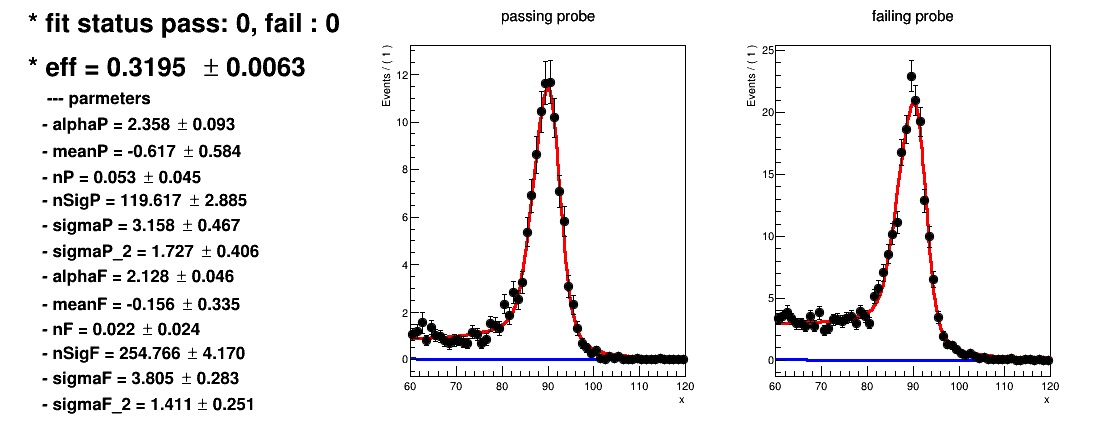 * fit status pass: 0, fail : 0
* eff = 0.3195 ± 0.0063
--- parmeters
- alphaP = 2.358 ± 0.093
- meanP = -0.617 ± 0.584
- nP = 0.053 ± 0.045
- nSigP = 119.617 ± 2.885
- sigmaP = 3.158 ± 0.467
- sigmaP_2 = 1.727 ± 0.406
- alphaF = 2.128 ± 0.046
- meanF = -0.156 ± 0.335
- nF = 0.022 ± 0.024
- nSigF = 254.766 ± 4.170
- sigmaF = 3.805 ± 0.283
- sigmaF_2 = 1.411 ± 0.251
passing probe
Events / ( 1 )
12
10
8
6
4
2
0
60 70 80 90 100 110 120
x
failing probe
Events / ( 1 )
25
20
15
10
5
0
60 70 80 90 100 110 120
x